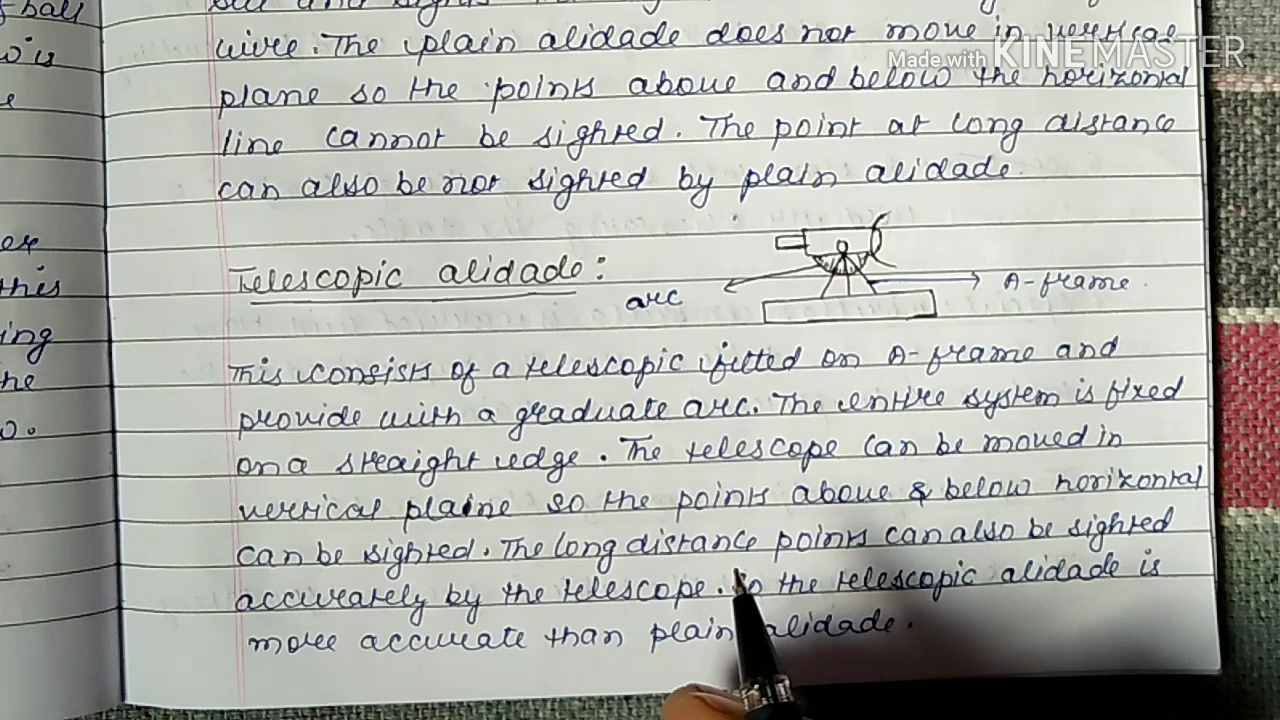 ball
wire. The plain alidade does not move in vertical
Made with KINEMASTER
plane so the points above and below the horizontal
line cannot be sighted. The point at long distance
can also be not sighted by plain alidade.
this
ing
he
Telescopic alidade:
arc
A-frame.
This consists of a telescopic fitted on A-frame and
provide with a graduate arc. The entire system is fixed
on a straight edge. The telescope can be moved in
vertical plaine so the points above & below horizontal
can be sighted. The long distance points can also be sighted
accurately by the telescope. So the telescopic alidade is
more accurate than plain alidade.